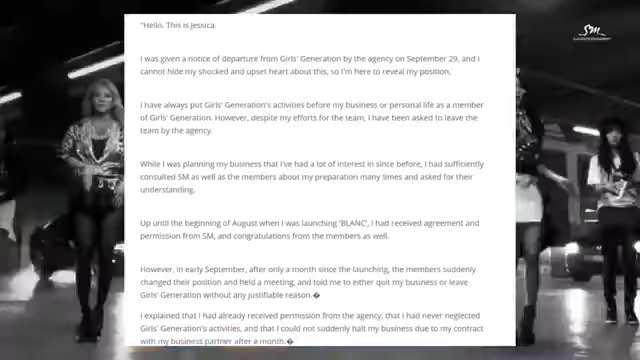 "Hello. This is Jessica.
I was given a notice of departure from Girls' Generation by the agency on September 29, and I
cannot hide my shocked and upset heart about this, so I'm here to reveal my position.
I have always put Girls' Generation's activities before my business or personal life as a member
of Girls' Generation. However, despite my efforts for the team, I have been asked to leave the
team by the agency.
While I was planning my business that I've had a lot of interest in since before, I had sufficiently
consulted SM as well as the members about my preparation many times and asked for their
understanding.
Up until the beginning of August when I was launching 'BLANC', I had received agreement and
permission from SM, and congratulations from the members as well.
However, in early September, after only a month since the launching, the members suddenly
changed their position and held a meeting, and told me to either quit my business or leave
Girls' Generation without any justifiable reason.�
I explained that I had already received permission from the agency, that I had never neglected
Girls' Generation's activities, and that I could not suddenly halt my business due to my contract
with my business partner after a month.�
SM